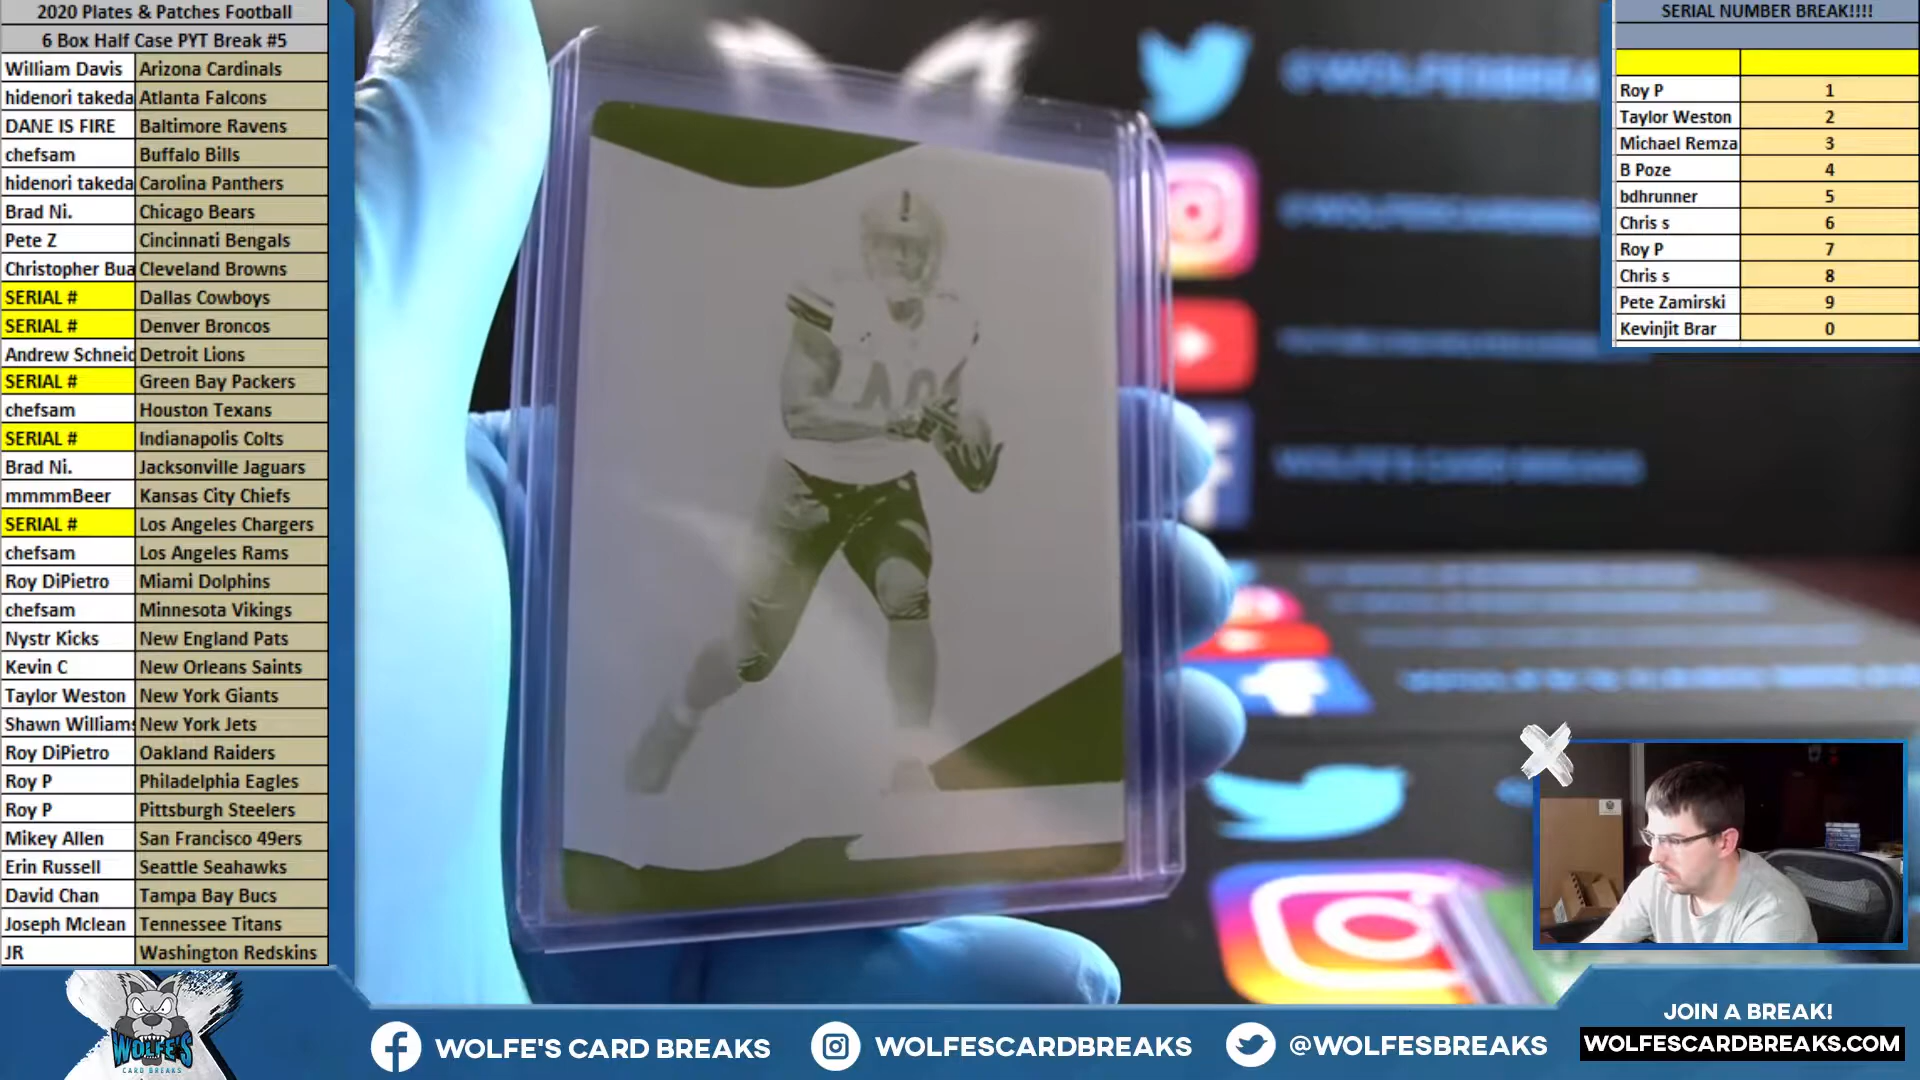 2020 Plates & Patches Football
6 Box Half Case PYT Break #5
William Davis Arizona Cardinals
hidenori takeda Atlanta Falcons
DANE IS FIRE Baltimore Ravens
chefsam Buffalo Bills
hidenori takeda Carolina Panthers
Brad Ni. Chicago Bears
Pete Z Cincinnati Bengals
Christopher Bua Cleveland Browns
SERIAL # Dallas Cowboys
SERIAL # Denver Broncos
Andrew Schneid Detroit Lions
SERIAL # Green Bay Packers
chefsam Houston Texans
SERIAL # Indianapolis Colts
Brad Ni. Jacksonville Jaguars
mmmmBeer Kansas City Chiefs
SERIAL # Los Angeles Chargers
chefsam Los Angeles Rams
Roy DiPietro Miami Dolphins
chefsam Minnesota Vikings
Nystr Kicks New England Pats
Kevin C New Orleans Saints
Taylor Weston New York Giants
Shawn Williams New York Jets
Roy DiPietro Oakland Raiders
Roy P Philadelphia Eagles
Roy P Pittsburgh Steelers
Mikey Allen San Francisco 49ers
Erin Russell Seattle Seahawks
David Chan Tampa Bay Bucs
Joseph Mclean Tennessee Titans
JR Washington Redskins
@WOLFESBREA
WOLFE'S CARD BREAKS
SERIAL NUMBER BREAK!!!!
Roy P 1
Taylor Weston 2
Michael Remza 3
B Poze 4
bdhrunner 5
Chris s 6
Roy P 7
Chris s 8
Pete Zamirski 9
Kevinjit Brar 0
WOLFE'S
CARD BREAKS
WOLFE'S CARD BREAKS
WOLFESCARDBREAKS
@WOLFESBREAKS
JOIN A BREAK!
WOLFESCARDBREAKS.COM